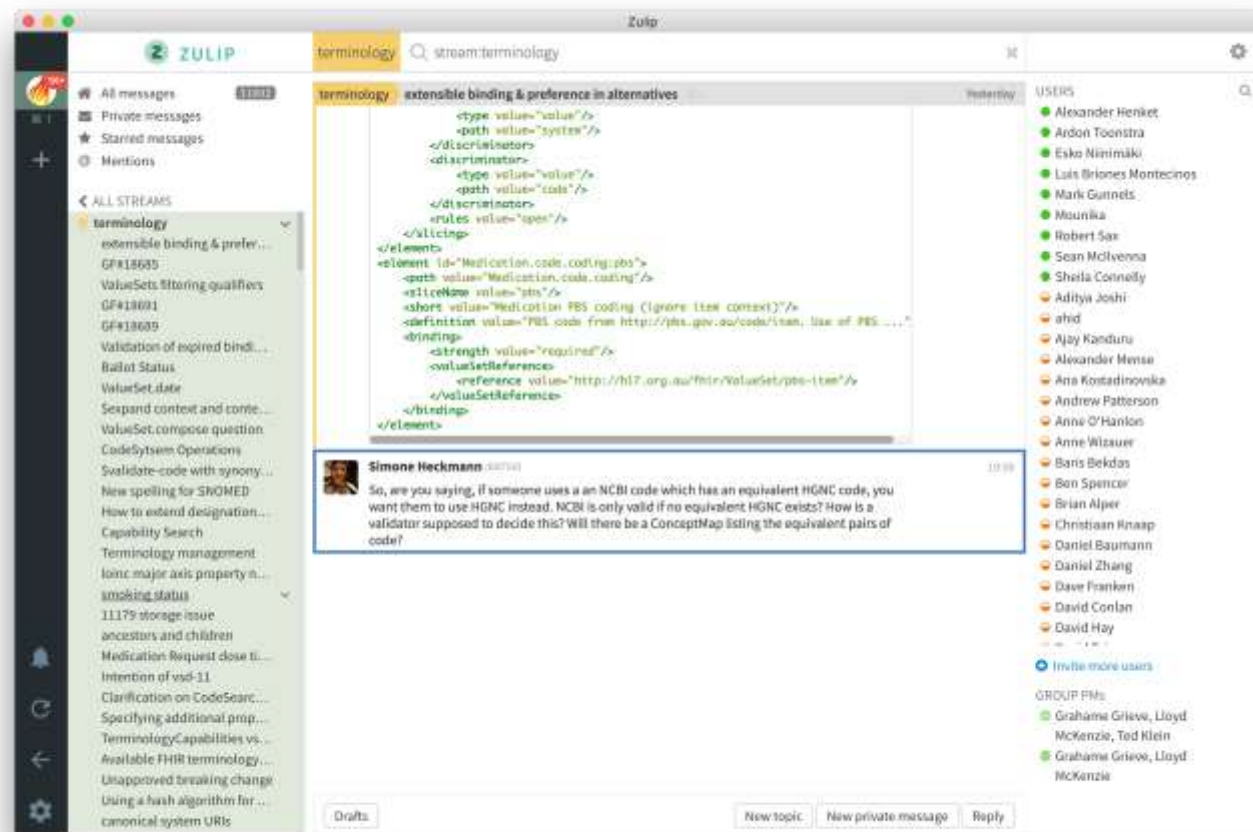 Zulip
ZULIP
All messages
Private messages
Starred messages
Mentions
ALL STREAMS
terminology
extensible binding & prefer...
GF#18685
ValueSets filtering qualifiers
GF#18691
GF#18689
Validation of expired bindi...
Ballot Status
ValueSet.date
$expand context and conte...
ValueSet.compose question
CodeSytsem Operations
$validate-code with synony...
New spelling for SNOMED
How to extend designation...
Capability Search
Terminology management
loinc major axis property n...
smoking status
11179 storage issue
ancestors and children
Medication Request dose ti...
Intention of vsd-11
Clarification on CodeSearc...
Specifying additional prop...
TerminologyCapabilities vs...
Available FHIR terminology...
Unapproved breaking change
Using a hash algorithm for ...
canonical system URIs
terminology stream:terminology
terminology extensible binding & preference in alternatives Yesterday
<type value="value"/>
<path value="system"/>
</discriminator>
<discriminator>
<type value="value"/>
<path value="code"/>
</discriminator>
<rules value="open"/>
</slicing>
</element>
<element id="Medication.code.coding:pbs">
<path value="Medication.code.coding"/>
<sliceName value="pbs"/>
<short value="Medication PBS coding (ignore item context)"/>
<definition value="PBS code from http://pbs.gov.au/code/item. Use of PBS ..."
<binding>
<strength value="required"/>
<valueSetReference>
<reference value="http://hl7.org.au/fhir/ValueSet/pbs-item"/>
</valueSetReference>
</binding>
</element>
Simone Heckmann
So, are you saying, if someone uses a an NCBI code which has an equivalent HGNC code, you
want them to use HGNC instead. NCBI is only valid if no equivalent HGNC exists? How is a
validator supposed to decide this? Will there be a ConceptMap listing the equivalent pairs of
code?
Drafts New topic New private message Reply
USERS
Alexander Henket
Ardon Toonstra
Esko Niinimäki
Luis Briones Montecinos
Mark Gunnels
Mounika
Robert Sax
Sean McIlvenna
Sheila Connelly
Aditya Joshi
ahid
Ajay Kanduru
Alexander Mense
Ana Kostadinovska
Andrew Patterson
Anne O'Hanlon
Anne Wizauer
Baris Bekdas
Ben Spencer
Brian Alper
Christiaan Knaap
Daniel Baumann
Daniel Zhang
Dave Franken
David Conlan
David Hay
Invite more users
GROUP PMs
Grahame Grieve, Lloyd
McKenzie, Ted Klein
Grahame Grieve, Lloyd
McKenzie